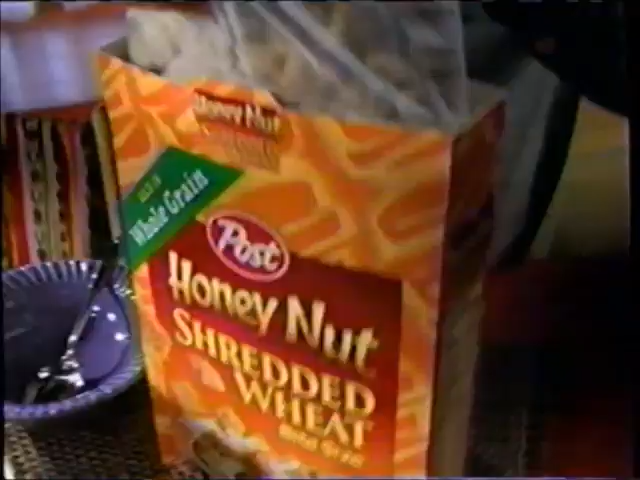 Honey Nut
Whole Grain
Post
Honey Nut
SHREDDED
WHEAT